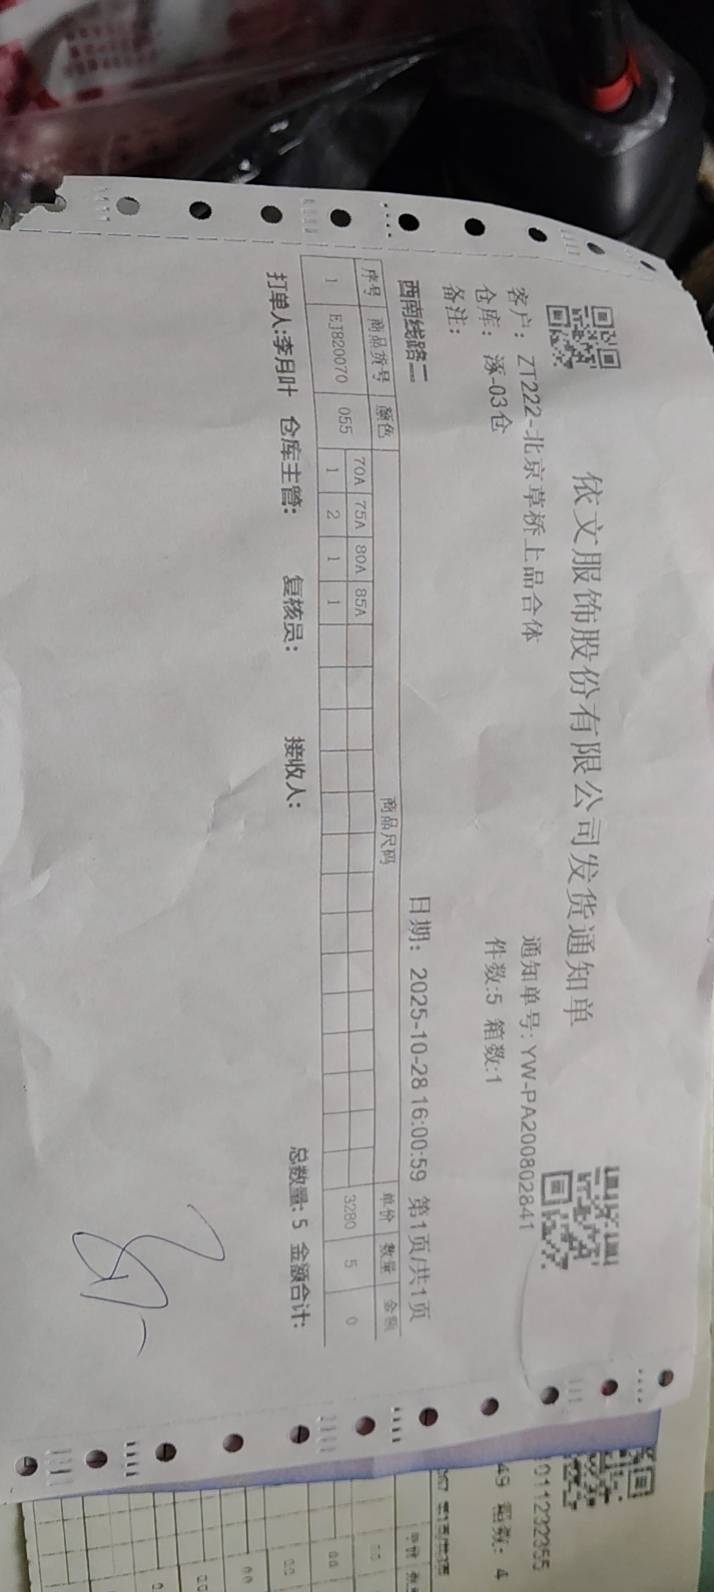 依文服饰股份有限公司发货通知单
客户: ZT222-北京草桥上品合体 通知单号: YW-PA200802841
仓库: 涿-03仓 件数:5 箱数:1
备注:
西南线路二 日期: 2025-10-28 16:00:59 第1页/共1页
序号 商品货号 颜色 商品尺码 单价 数量 金额
70A 75A 80A 85A
1 EJ820070 055 1 2 1 1 3280 5 0
总数量: 5 金额合计:
打单人:李月叶 仓库主管: 复核员: 接收人:
011232355
49 箱数: 4